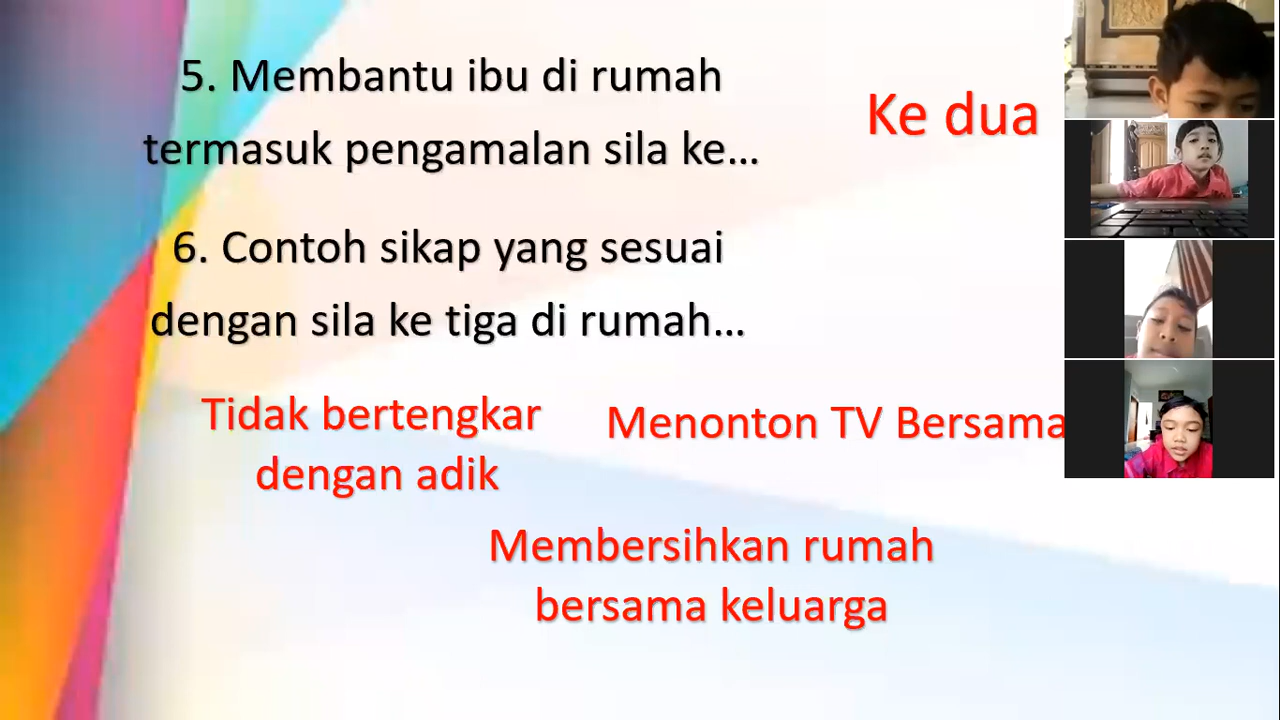 5. Membantu ibu di rumah
termasuk pengamalan sila ke...
Ke dua
6. Contoh sikap yang sesuai
dengan sila ke tiga di rumah...
Tidak bertengkar
dengan adik
Menonton TV Bersama
Membersihkan rumah
bersama keluarga